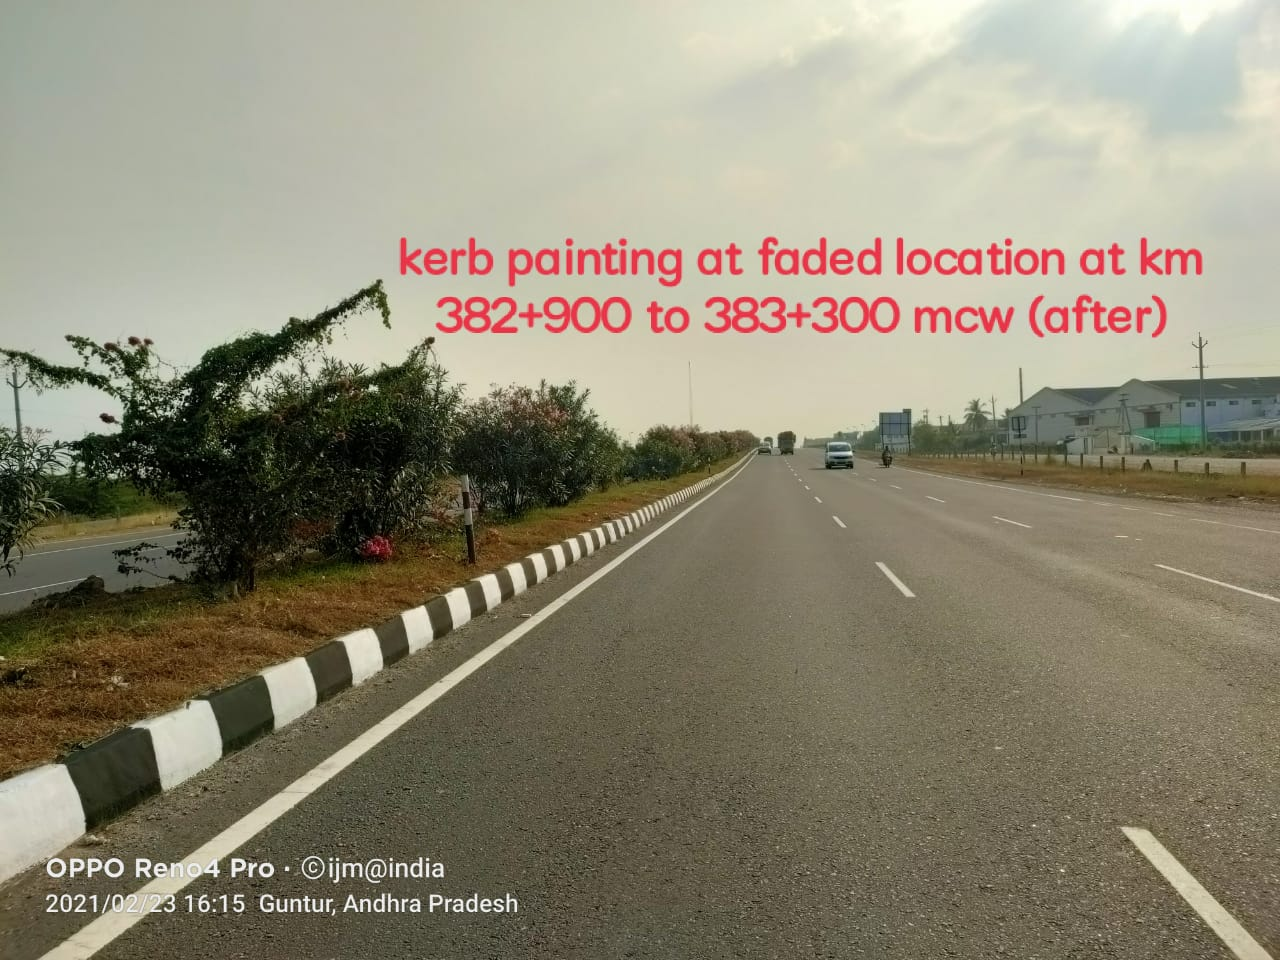 kerb painting at faded location at km
382+900 to 383+300 mcw (after)
OPPO Reno4 Pro · ©ijm@india
2021/02/23 16:15 Guntur, Andhra Pradesh